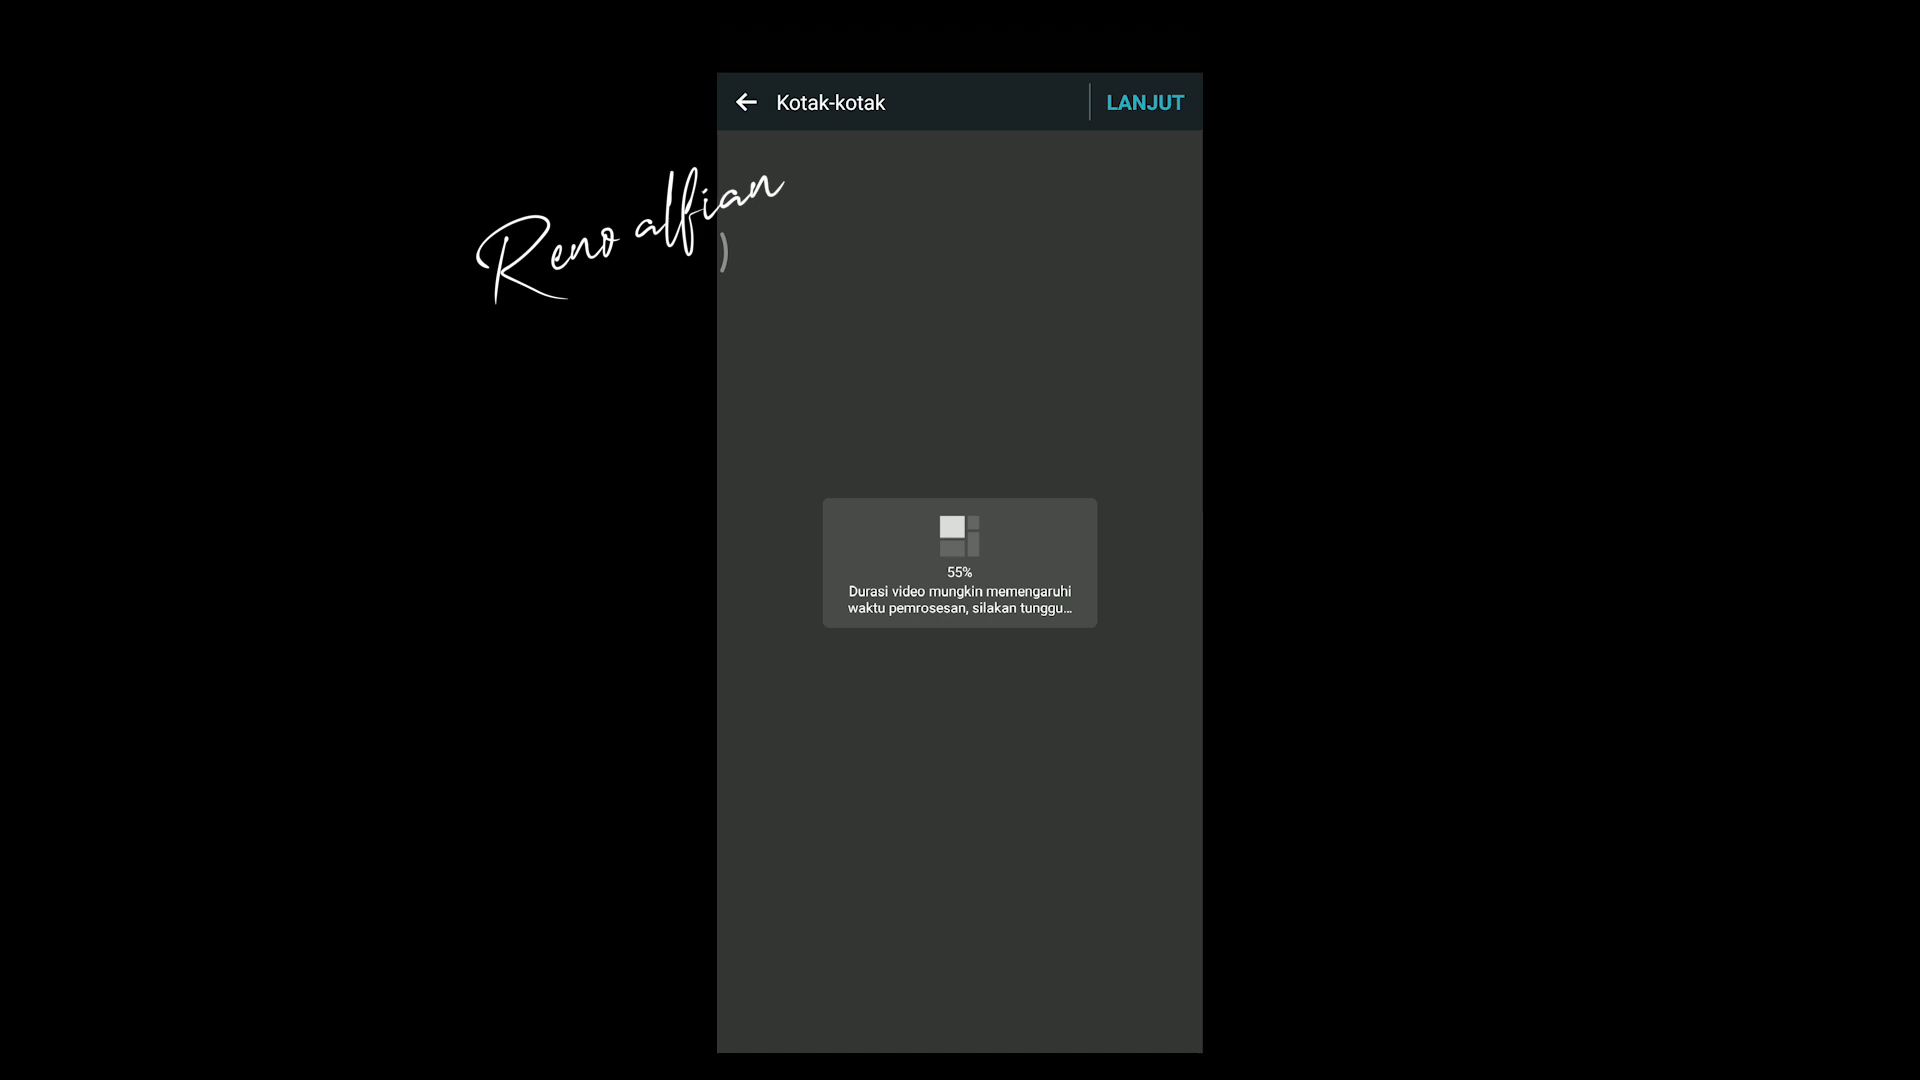 Kotak-kotak
LANJUT
Reno alfian
55%
Durasi video mungkin memengaruhi
waktu pemrosesan, silakan tunggu...